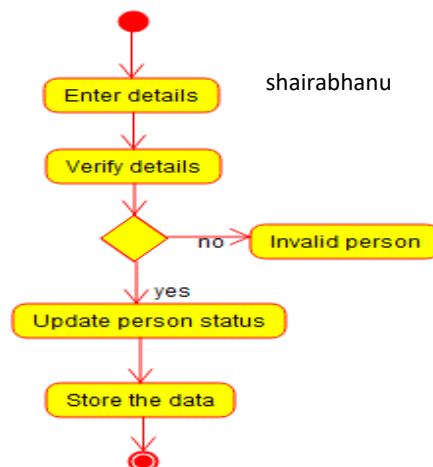 shairabhanu
Enter details
Verify details
no
Invalid person
yes
Update person status
Store the data